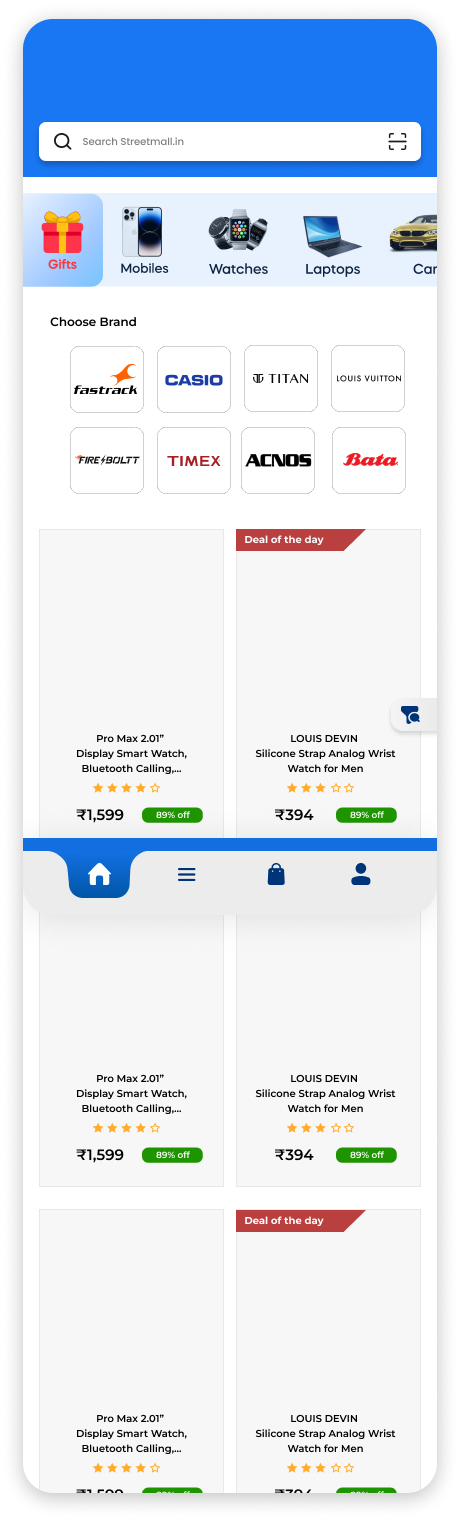 Search Streetmall.in
Gifts
Mobiles
Watches
Laptops
Car
Choose Brand
fastrack
CASIO
TITAN
LOUIS VUITTON
FIRE BOLTT
TIMEX
ACNOS
Bata
Deal of the day
Pro Max 2.01”
Display Smart Watch,
Bluetooth Calling,...
₹1,599
89% off
LOUIS DEVIN
Silicone Strap Analog Wrist
Watch for Men
₹394
89% off
Pro Max 2.01”
Display Smart Watch,
Bluetooth Calling,...
₹1,599
89% off
LOUIS DEVIN
Silicone Strap Analog Wrist
Watch for Men
₹394
89% off
Deal of the day
Pro Max 2.01”
Display Smart Watch,
Bluetooth Calling,...
LOUIS DEVIN
Silicone Strap Analog Wrist
Watch for Men